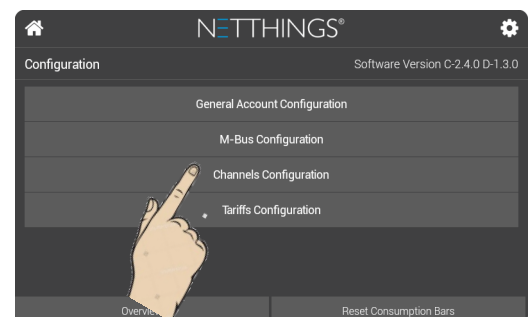 NETTHINGS®
Configuration Software Version C-2.4.0 D-1.3.0
General Account Configuration
M-Bus Configuration
Channels Configuration
Tariffs Configuration
Reset Consumption Bars